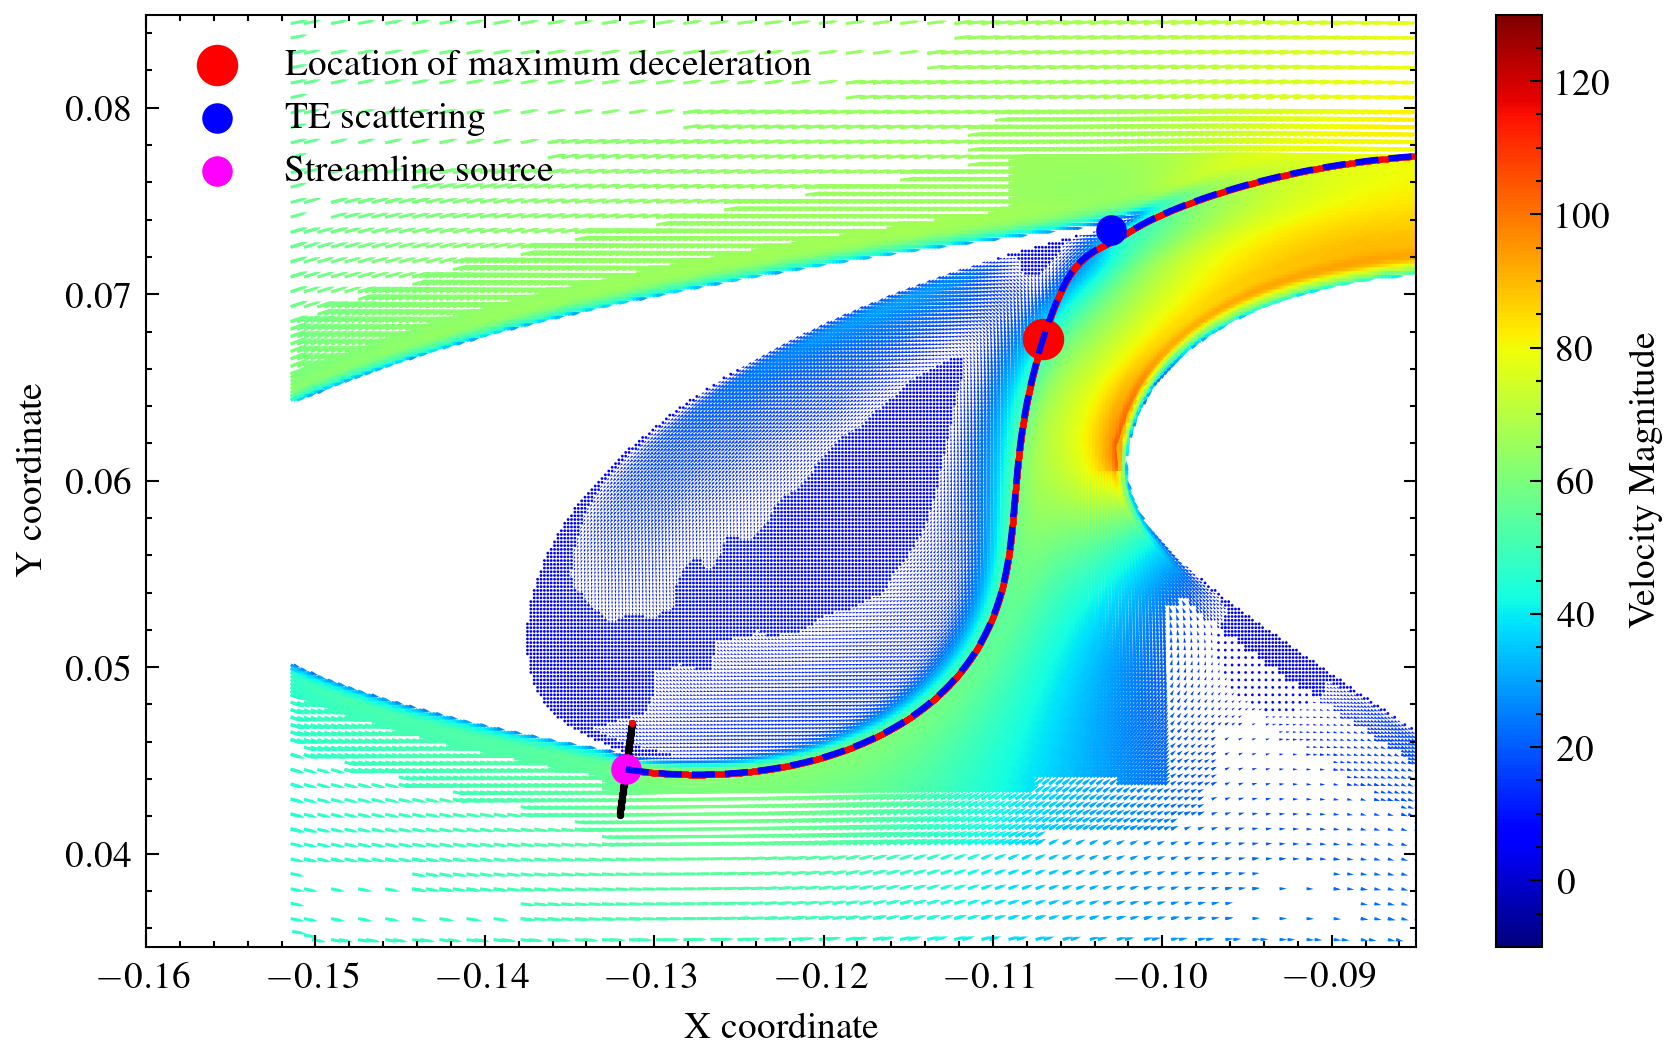 Location of maximum deceleration
TE scattering
Streamline source
0.08
0.07
0.06
0.05
0.04
Y coordinate
−0.16 −0.15 −0.14 −0.13 −0.12 −0.11 −0.10 −0.09
X coordinate
120
100
80
60
40
20
0
Velocity Magnitude